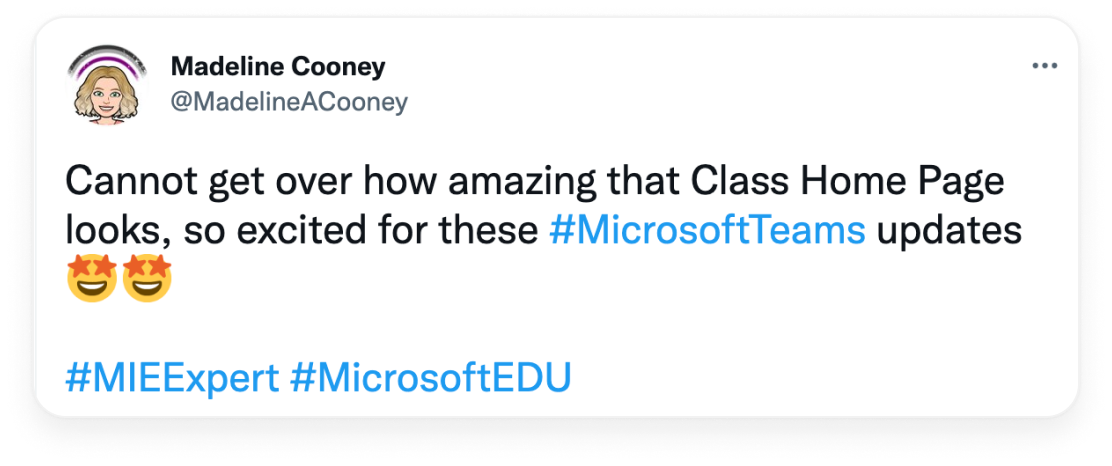 Madeline Cooney
@MadelineACooney
Cannot get over how amazing that Class Home Page
looks, so excited for these #MicrosoftTeams updates
🤩🤩
#MIEExpert #MicrosoftEDU